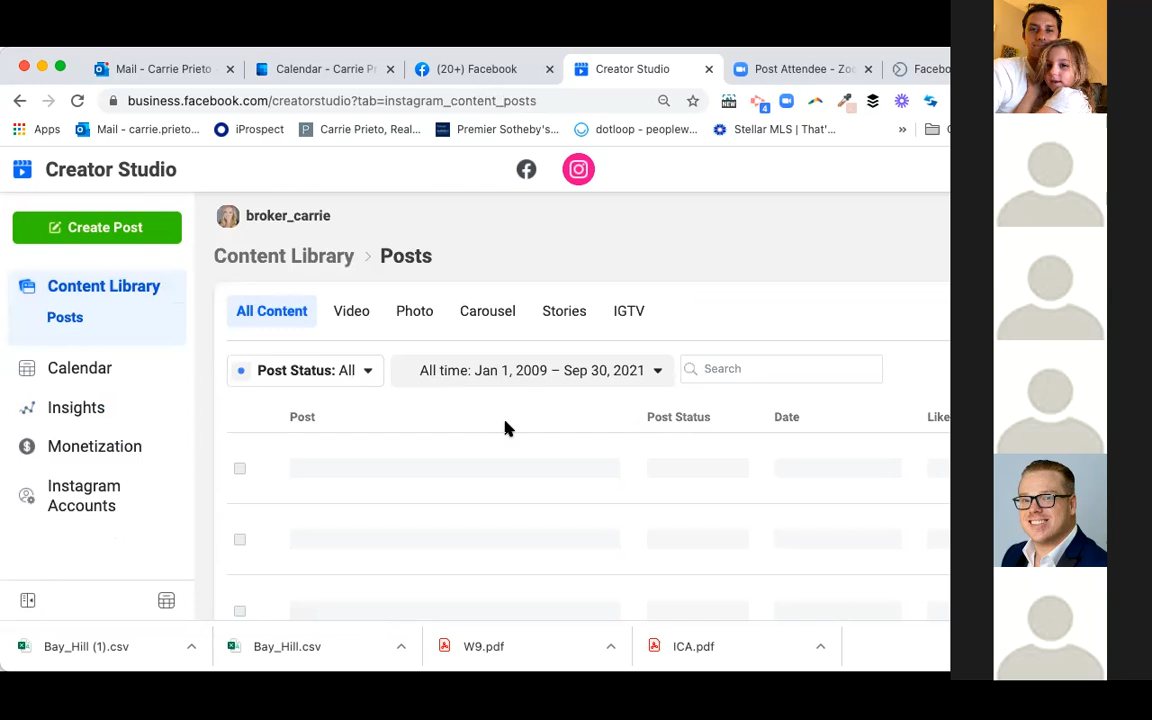 Mail - Carrie Prieto
Calendar - Carrie P
(20+) Facebook
Creator Studio
Post Attendee - Zo
Facebo
business.facebook.com/creatorstudio?tab=instagram_content_posts
NEW
4
Apps
Mail - carrie.prieto...
iProspect
Carrie Prieto, Real...
Premier Sotheby's...
dotloop - peoplew...
Stellar MLS | That'...
»
Creator Studio
Create Post
broker_carrie
Content Library
Posts
Content Library > Posts
All Content
Video
Photo
Carousel
Stories
IGTV
Calendar
Post Status: All
All time: Jan 1, 2009 – Sep 30, 2021
Search
Insights
Post
Post Status
Date
Like
Monetization
Instagram
Accounts
Bay_Hill (1).csv
Bay_Hill.csv
W9.pdf
ICA.pdf